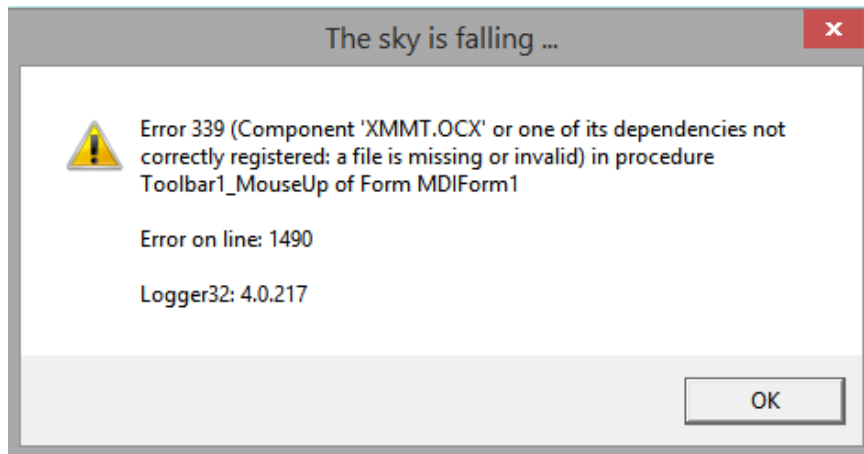 The sky is falling ...
x
Error 339 (Component 'XMMT.OCX' or one of its dependencies not
correctly registered: a file is missing or invalid) in procedure
Toolbar1_MouseUp of Form MDIForm1
Error on line: 1490
Logger32: 4.0.217
OK